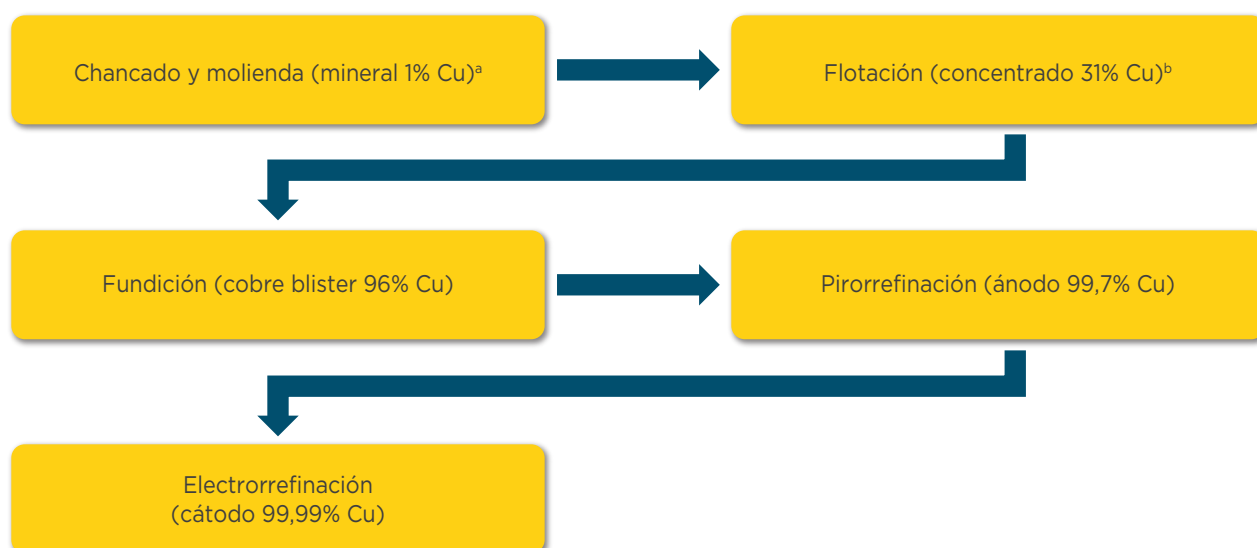 Chancado y molienda (mineral 1% Cu)ᵃ
Flotación (concentrado 31% Cu)ᵇ
Fundición (cobre blister 96% Cu)
Pirorrefinación (ánodo 99,7% Cu)
Electrorrefinación
(cátodo 99,99% Cu)